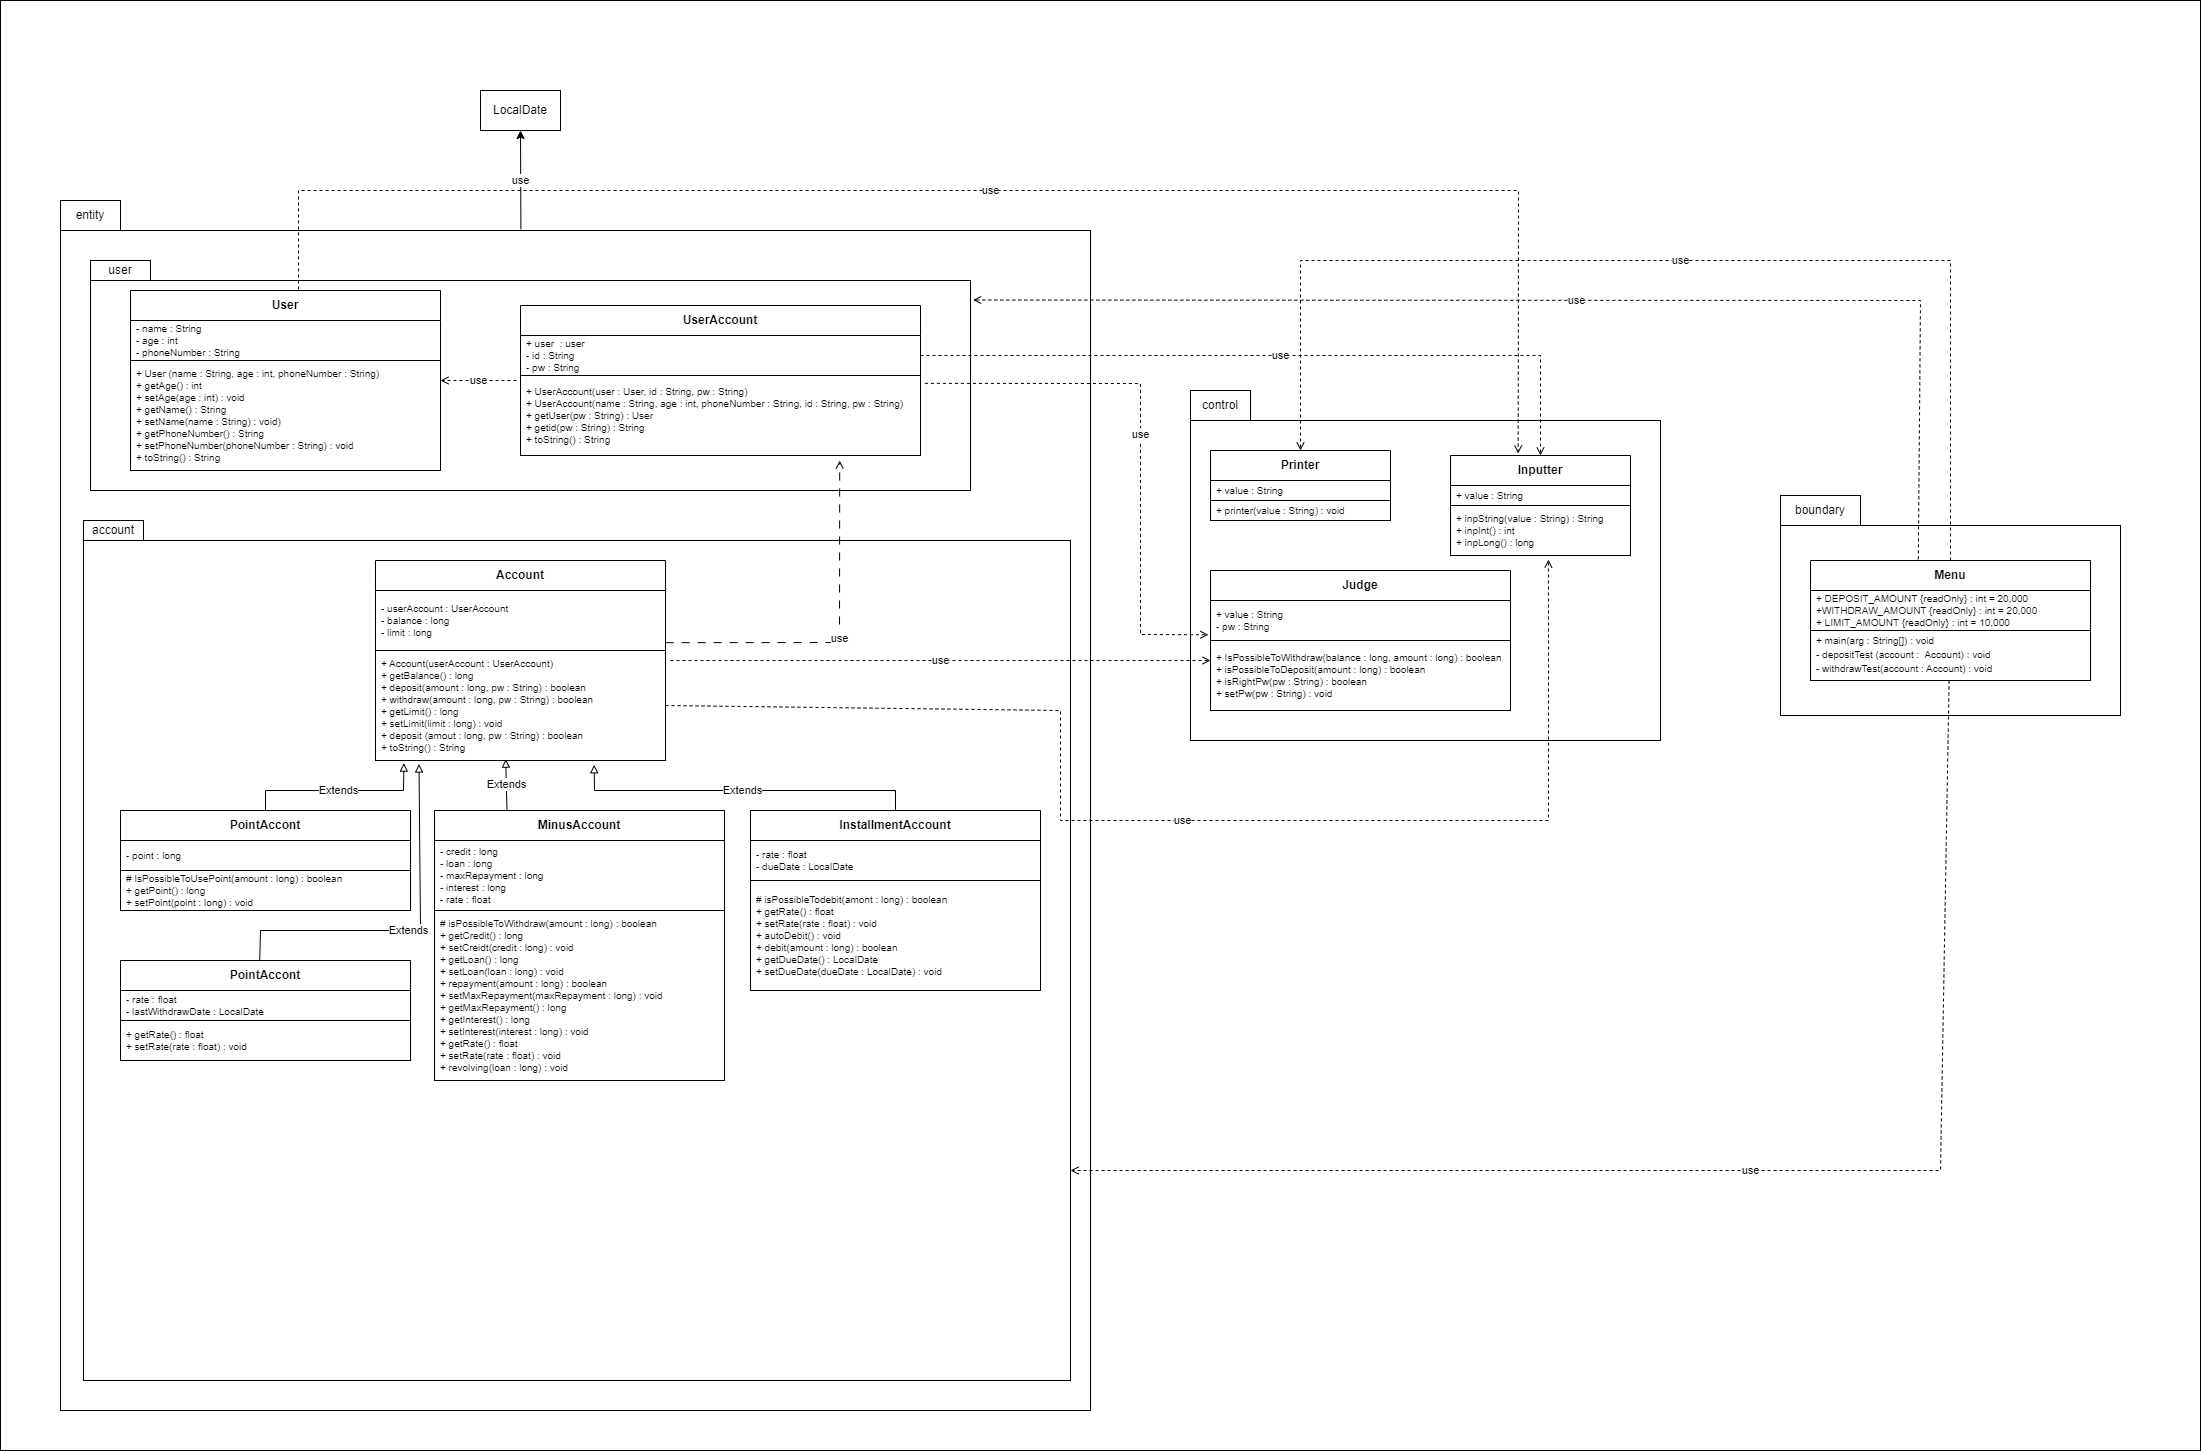 LocalDate
use
use
entity
user
User
- name : String
- age : int
- phoneNumber : String
+ User (name : String, age : int, phoneNumber : String)
+ getAge() : int
+ setAge(age : int) : void
+ getName() : String
+ setName(name : String) : void)
+ getPhoneNumber() : String
+ setPhoneNumber(phoneNumber : String) : void
+ toString() : String
use
UserAccount
+ user : user
- id : String
- pw : String
+ UserAccount(user : User, id : String, pw : String)
+ UserAccount(name : String, age : int, phoneNumber : String, id : String, pw : String)
+ getUser(pw : String) : User
+ getid(pw : String) : String
+ toString() : String
use
use
use
use
account
Account
- userAccount : UserAccount
- balance : long
- limit : long
+ Account(userAccount : UserAccount)
+ getBalance() : long
+ deposit(amount : long, pw : String) : boolean
+ withdraw(amount : long, pw : String) : boolean
+ getLimit() : long
+ setLimit(limit : long) : void
+ deposit (amout : long, pw : String) : boolean
+ toString() : String
use
use
use
Extends
Extends
Extends
PointAccont
- point : long
# IsPossibleToUsePoint(amount : long) : boolean
+ getPoint() : long
+ setPoint(point : long) : void
Extends
PointAccont
- rate : float
- lastWithdrawDate : LocalDate
+ getRate() : float
+ setRate(rate : float) : void
MinusAccount
- credit : long
- loan : long
- maxRepayment : long
- interest : long
- rate : float
# isPossibleToWithdraw(amount : long) : boolean
+ getCredit() : long
+ setCreidt(credit : long) : void
+ getLoan() : long
+ setLoan(loan : long) : void
+ repayment(amount : long) : boolean
+ setMaxRepayment(maxRepayment : long) : void
+ getMaxRepayment() : long
+ getInterest() : long
+ setInterest(interest : long) : void
+ getRate() : float
+ setRate(rate : float) : void
+ revolving(loan : long) : void
InstallmentAccount
- rate : float
- dueDate : LocalDate
# isPossibleTodebit(amont : long) : boolean
+ getRate() : float
+ setRate(rate : float) : void
+ autoDebit() : void
+ debit(amount : long) : boolean
+ getDueDate() : LocalDate
+ setDueDate(dueDate : LocalDate) : void
control
Printer
+ value : String
+ printer(value : String) : void
Inputter
+ value : String
+ inpString(value : String) : String
+ inpInt() : int
+ inpLong() : long
Judge
+ value : String
- pw : String
+ IsPossibleToWithdraw(balance : long, amount : long) : boolean
+ isPossibleToDeposit(amount : long) : boolean
+ isRightPw(pw : String) : boolean
+ setPw(pw : String) : void
boundary
Menu
+ DEPOSIT_AMOUNT {readOnly} : int = 20,000
+WITHDRAW_AMOUNT {readOnly} : int = 20,000
+ LIMIT_AMOUNT {readOnly} : int = 10,000
+ main(arg : String[]) : void
- depositTest (account : Account) : void
- withdrawTest(account : Account) : void
use